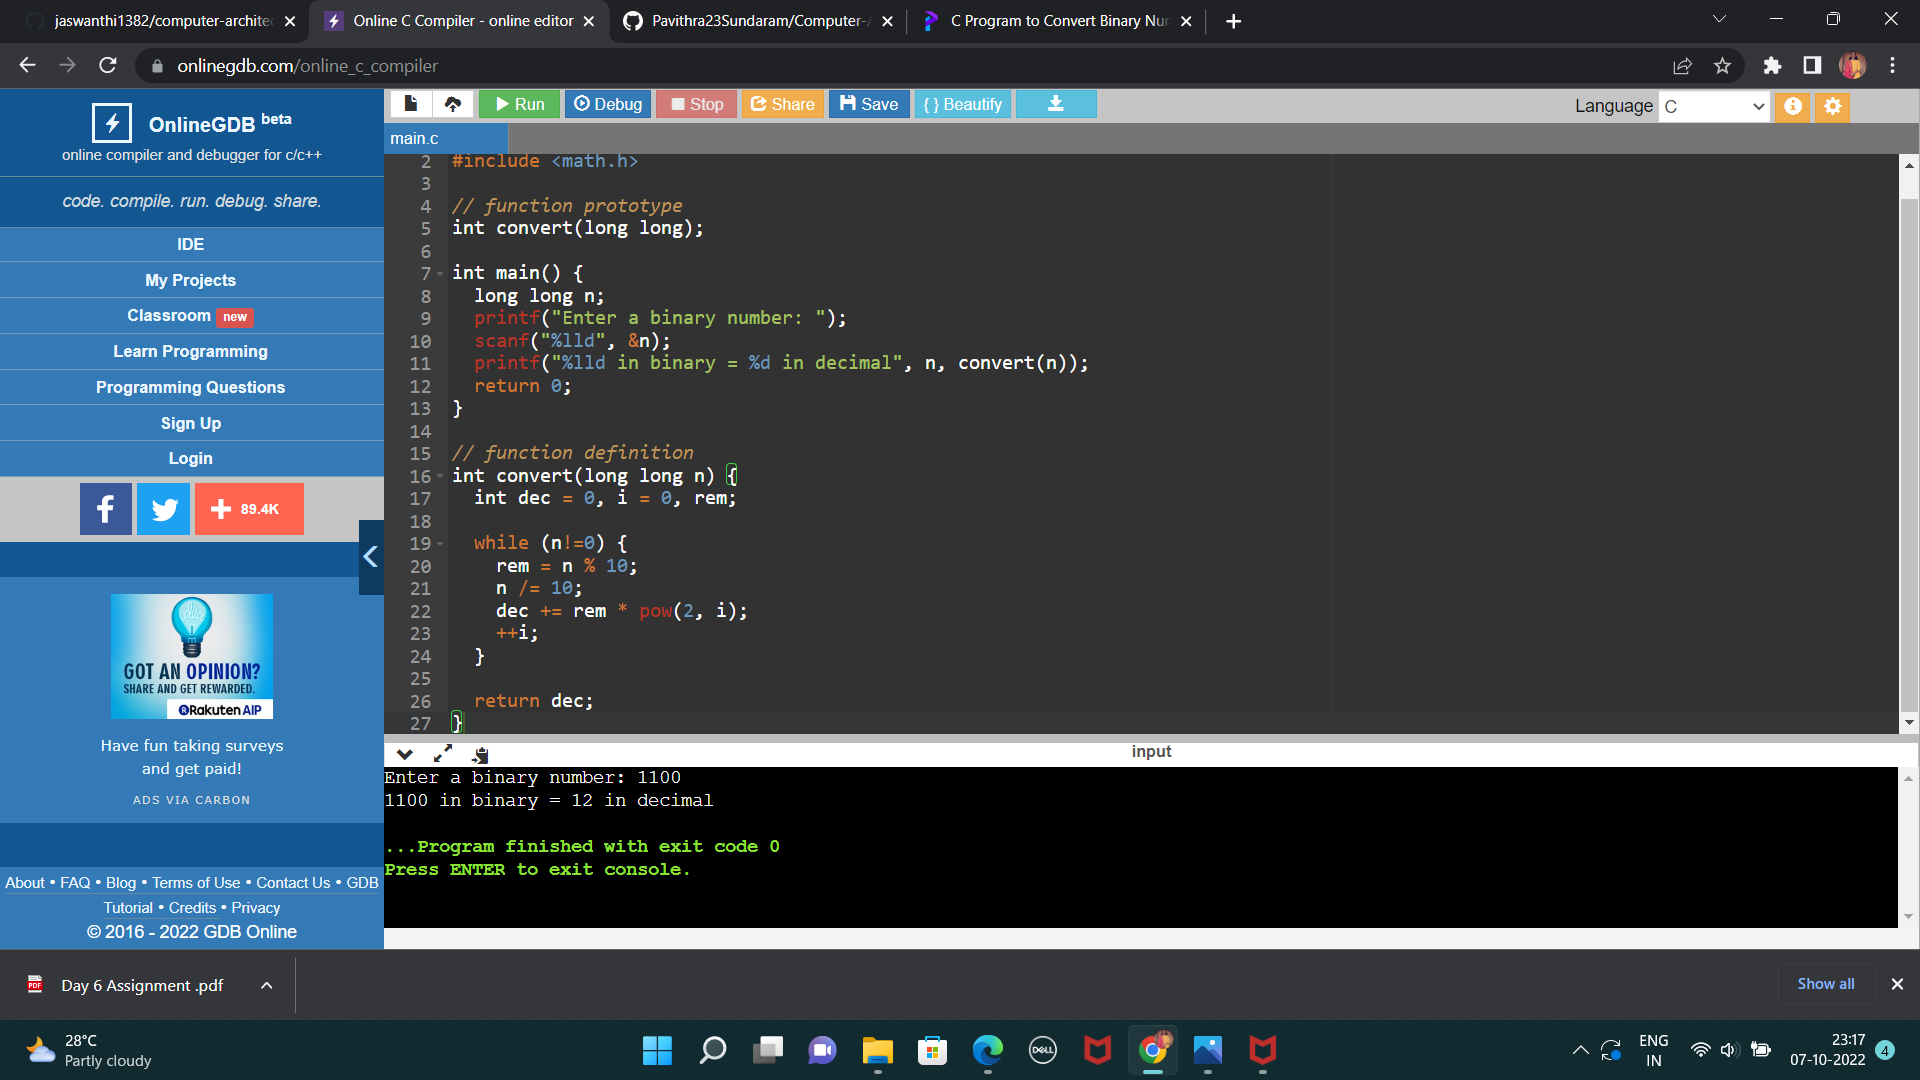 jaswanthi1382/computer-archite
Online C Compiler - online editor
Pavithra23Sundaram/Computer-A
C Program to Convert Binary Nur
onlinegdb.com/online_c_compiler
OnlineGDB beta
online compiler and debugger for c/c++
code. compile. run. debug. share.
IDE
My Projects
Classroom new
Learn Programming
Programming Questions
Sign Up
Login
f
+ 89.4K
GOT AN OPINION?
SHARE AND GET REWARDED.
Rakuten AIP
Have fun taking surveys
and get paid!
ADS VIA CARBON
About • FAQ • Blog • Terms of Use • Contact Us • GDB
Tutorial • Credits • Privacy
© 2016 - 2022 GDB Online
Run Debug Stop Share Save { } Beautify
Language C
main.c
2 #include <math.h>
3
4 // function prototype
5 int convert(long long);
6
7 int main() {
8 long long n;
9 printf("Enter a binary number: ");
10 scanf("%lld", &n);
11 printf("%lld in binary = %d in decimal", n, convert(n));
12 return 0;
13 }
14
15 // function definition
16 int convert(long long n) {
17 int dec = 0, i = 0, rem;
18
19 while (n!=0) {
20 rem = n % 10;
21 n /= 10;
22 dec += rem * pow(2, i);
23 ++i;
24 }
25
26 return dec;
27 }
input
Enter a binary number: 1100
1100 in binary = 12 in decimal
...Program finished with exit code 0
Press ENTER to exit console.
PDF
Day 6 Assignment .pdf
Show all
28°C
Partly cloudy
DELL
ENG
IN
23:17
07-10-2022
4